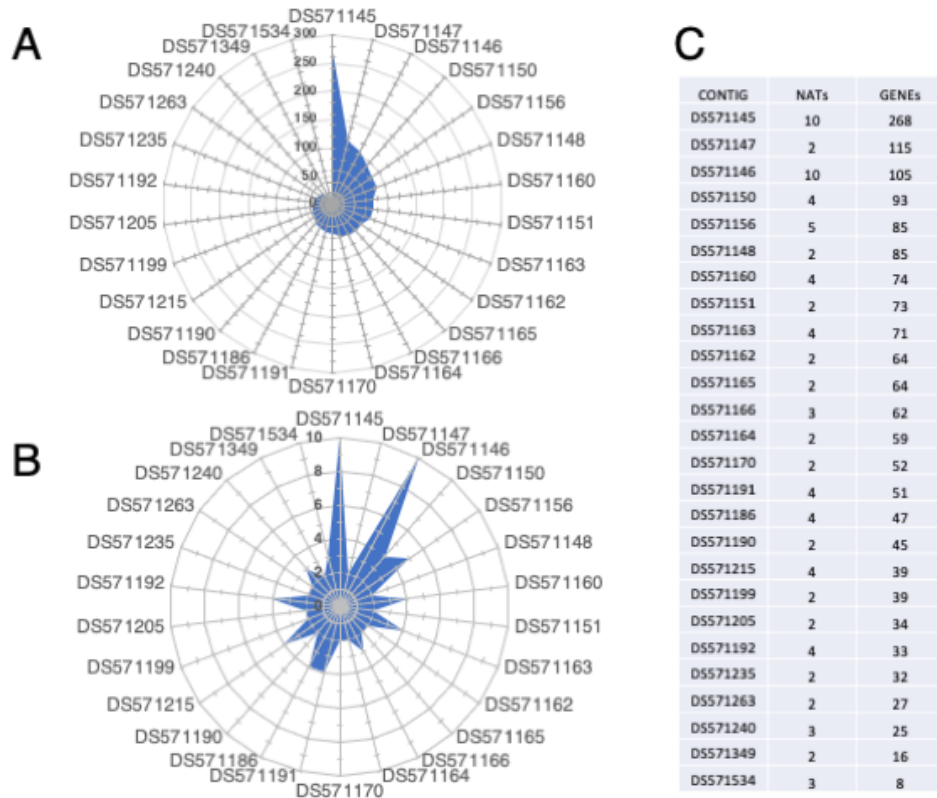 A
DS571145
DS571147
DS571146
DS571150
DS571156
DS571148
DS571160
DS571151
DS571163
DS571162
DS571165
DS571166
DS571164
DS571170
DS571191
DS571186
DS571190
DS571215
DS571199
DS571205
DS571192
DS571235
DS571263
DS571240
DS571349
DS571534
300
250
200
150
100
50
0
B
DS571145
DS571147
DS571146
DS571150
DS571156
DS571148
DS571160
DS571151
DS571163
DS571162
DS571165
DS571166
DS571164
DS571170
DS571191
DS571186
DS571190
DS571215
DS571199
DS571205
DS571192
DS571235
DS571263
DS571240
DS571349
DS571534
10
8
6
4
2
0
C
CONTIG NATs GENEs
DS571145 10 268
DS571147 2 115
DS571146 10 105
DS571150 4 93
DS571156 5 85
DS571148 2 85
DS571160 4 74
DS571151 2 73
DS571163 4 71
DS571162 2 64
DS571165 2 64
DS571166 3 62
DS571164 2 59
DS571170 2 52
DS571191 4 51
DS571186 4 47
DS571190 2 45
DS571215 4 39
DS571199 2 39
DS571205 2 34
DS571192 4 33
DS571235 2 32
DS571263 2 27
DS571240 3 25
DS571349 2 16
DS571534 3 8